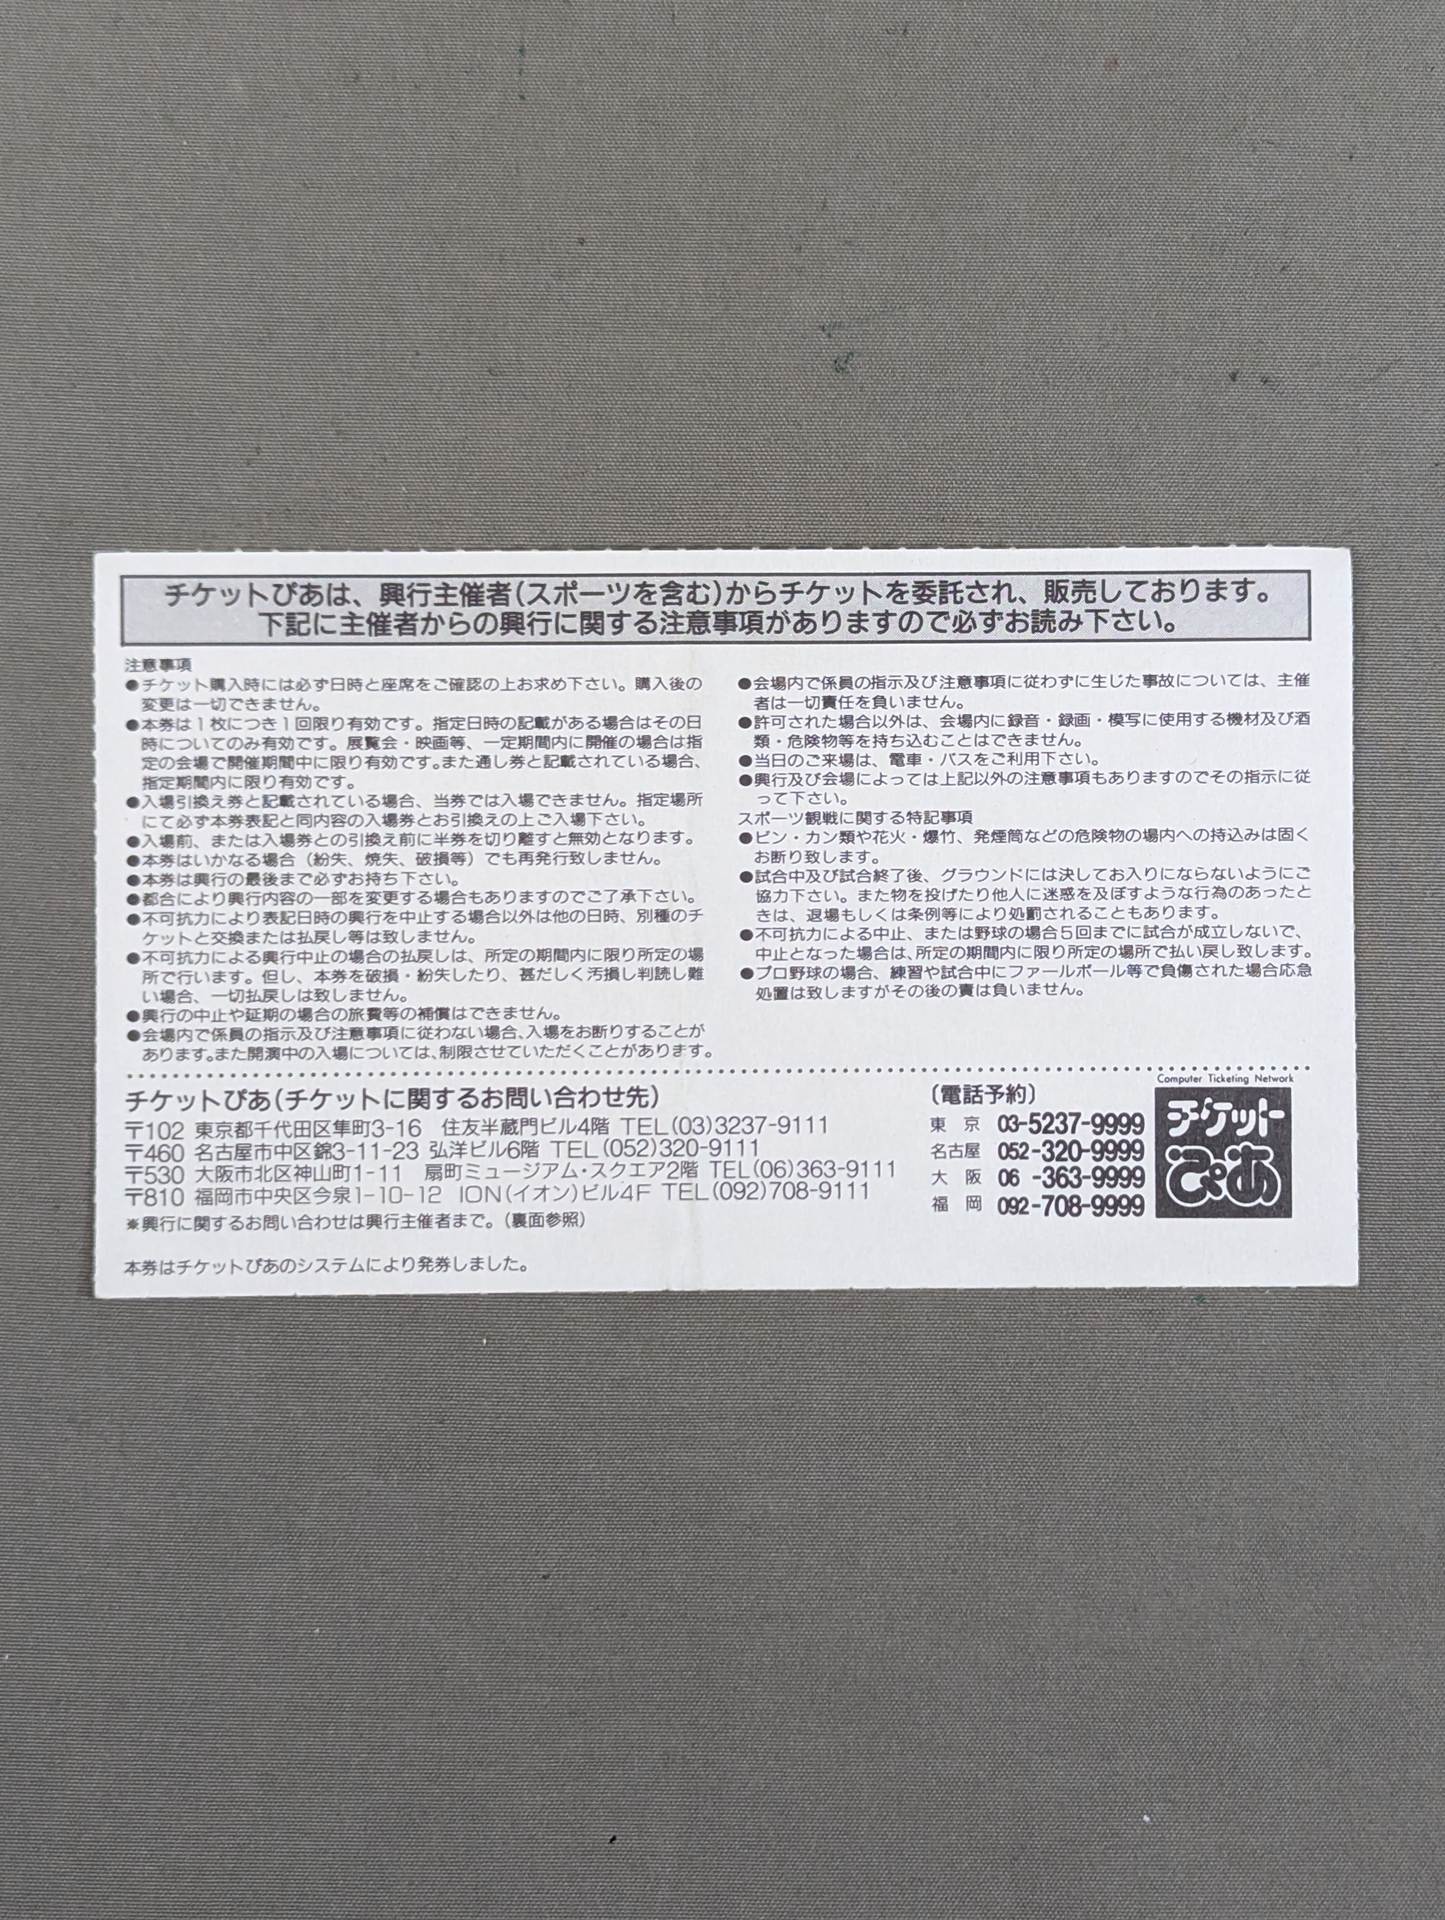 チケットぴあは、興行主催者(スポーツを含む)からチケットを委託され、販売しております。
下記に主催者からの興行に関する注意事項がありますので必ずお読み下さい。
注意事項
●チケット購入時には必ず日時と座席をご確認の上お求め下さい。購入後の
変更は一切できません。
●本券は1枚につき1回限り有効です。指定日時の記載がある場合はその日
時についてのみ有効です。展覧会・映画等、一定期間内に開催の場合は指
定の会場で開催期間中に限り有効です。また通し券と記載されている場合、
指定期間内に限り有効です。
●入場引換え券と記載されている場合、当券では入場できません。指定場所
にて必ず本券表記と同内容の入場券とお引換えの上ご入場下さい。
●入場前、または入場券との引換え前に半券を切り離すと無効となります。
●本券はいかなる場合(紛失、焼失、破損等)でも再発行致しません。
●本券は興行の最後まで必ずお持ち下さい。
●都合により興行内容の一部を変更する場合もありますのでご了承下さい。
●不可抗力により表記日時の興行を中止する場合以外は他の日時、別種のチ
ケットと交換または払戻し等は致しません。
●不可抗力による興行中止の場合の払戻しは、所定の期間内に限り所定の場
所で行います。但し、本券を破損・紛失したり、甚だしく汚損し判読し難
い場合、一切払戻しは致しません。
●興行の中止や延期の場合の旅費等の補償はできません。
●会場内で係員の指示及び注意事項に従わない場合、入場をお断りすることが
あります。また開演中の入場については、制限させていただくことがあります。
●会場内で係員の指示及び注意事項に従わずに生じた事故については、主催
者は一切責任を負いません。
●許可された場合以外は、会場内に録音・録画・模写に使用する機材及び酒
類・危険物等を持ち込むことはできません。
●当日のご来場は、電車・バスをご利用下さい。
●興行及び会場によっては上記以外の注意事項もありますのでその指示に従
って下さい。
スポーツ観戦に関する特記事項
●ビン・カン類や花火・爆竹、発煙筒などの危険物の場内への持込みは固く
お断り致します。
●試合中及び試合終了後、グラウンドには決してお入りにならないようにご
協力下さい。また物を投げたり他人に迷惑を及ぼすような行為のあったと
きは、退場もしくは条例等により処罰されることもあります。
●不可抗力による中止、または野球の場合5回までに試合が成立しないで、
中止となった場合は、所定の期間内に限り所定の場所で払い戻し致します。
●プロ野球の場合、練習や試合中にファールボール等で負傷された場合応急
処置は致しますがその後の責は負いません。
チケットぴあ(チケットに関するお問い合わせ先)
〒102 東京都千代田区隼町3-16 住友半蔵門ビル4階 TEL(03)3237-9111
〒460 名古屋市中区錦3-11-23 弘洋ビル6階 TEL(052)320-9111
〒530 大阪市北区神山町1-11 扇町ミュージアム・スクエア2階 TEL(06)363-9111
〒810 福岡市中央区今泉1-10-12 ION(イオン)ビル4F TEL(092)708-9111
※興行に関するお問い合わせは興行主催者まで。(裏面参照)
本券はチケットぴあのシステムにより発券しました。
〔電話予約〕
東京 03-5237-9999
名古屋 052-320-9999
大阪 06-363-9999
福岡 092-708-9999
Computer Ticketing Network
チケット
ぴあ